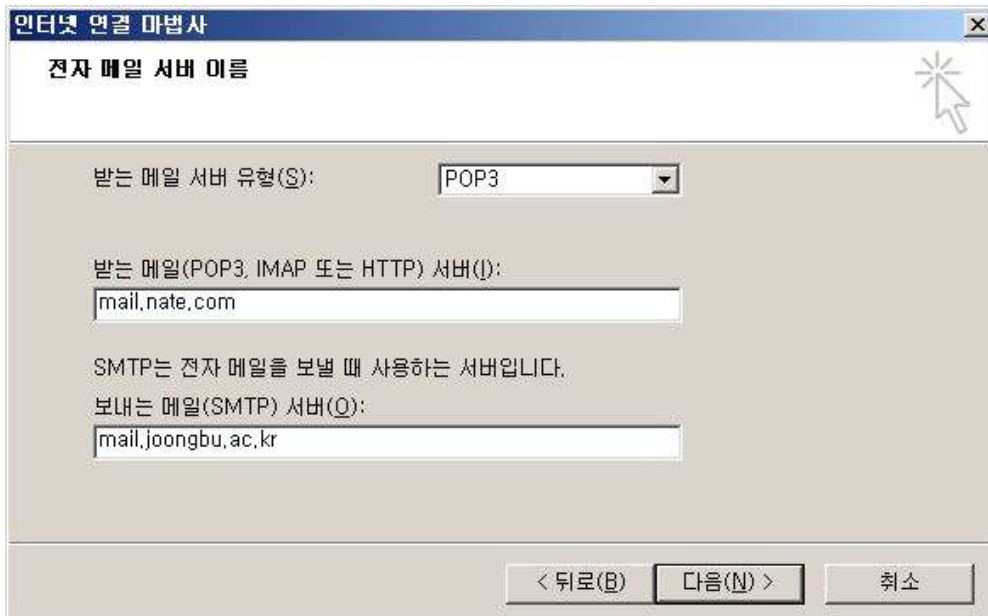 인터넷 연결 마법사
전자 메일 서버 이름
받는 메일 서버 유형(S): POP3
받는 메일(POP3, IMAP 또는 HTTP) 서버(I):
mail.nate.com
SMTP는 전자 메일을 보낼 때 사용하는 서버입니다.
보내는 메일(SMTP) 서버(O):
mail.joongbu.ac.kr
< 뒤로(B) 다음(N) > 취소